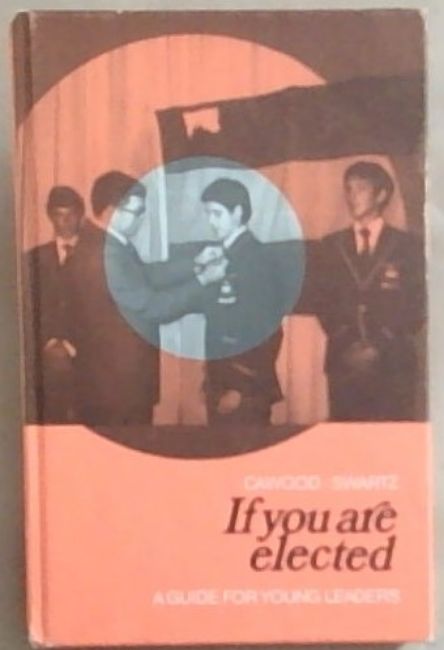 CAWOOD SWARTZ
If you are
elected
A GUIDE FOR YOUNG LEADERS